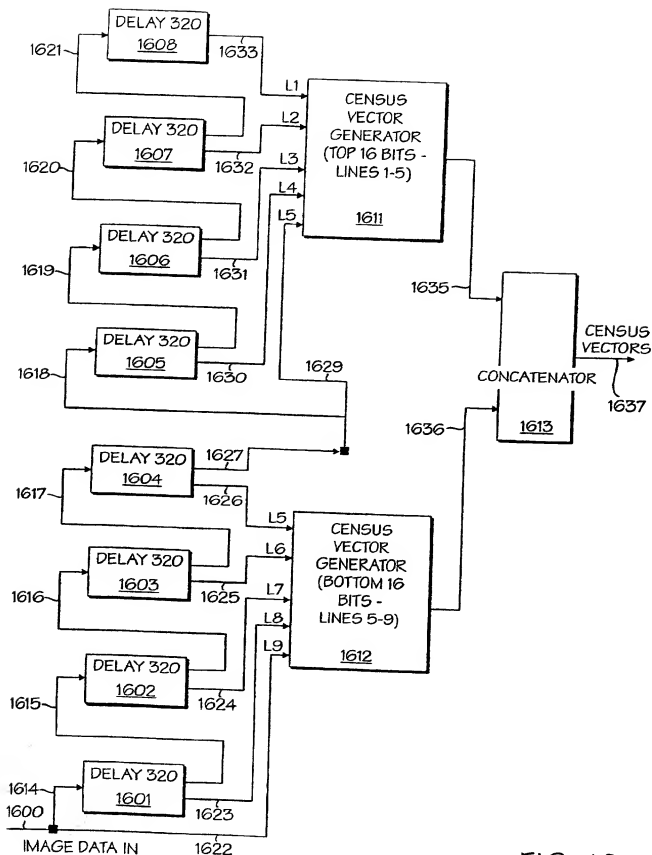 DELAY 320
1608
1621
1633
L1
CENSUS
VECTOR
GENERATOR
(TOP 16 BITS -
LINES 1-5)
1611
DELAY 320
1607
L2
1632
1620
L3
L4
L5
DELAY 320
1606
1631
1619
1635
DELAY 320
1605
1630
1618
1629
CENSUS
VECTORS
CONCATENATOR
1637
1613
1636
1627
DELAY 320
1604
1626
1617
L5
CENSUS
VECTOR
GENERATOR
(BOTTOM 16
BITS -
LINES 5-9)
1612
L6
DELAY 320
1603
1625
1616
L7
L8
L9
DELAY 320
1602
1624
1615
DELAY 320
1601
1614
1623
1600
1622
IMAGE DATA IN